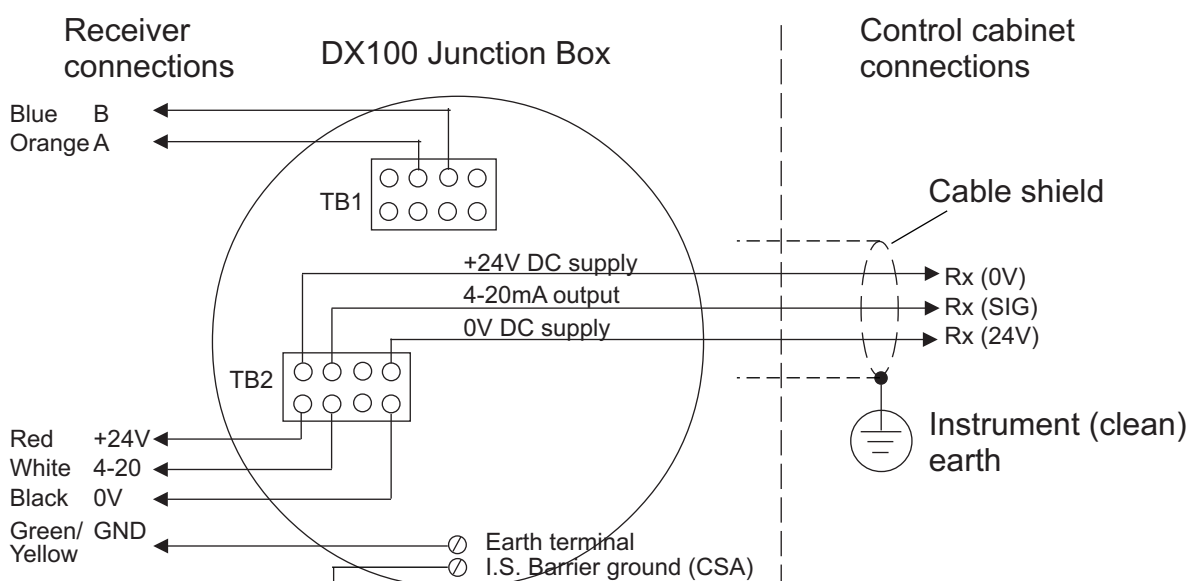 Receiver
connections
DX100 Junction Box
Control cabinet
connections
Blue B
Orange A
TB1
Cable shield
+24V DC supply
Rx (0V)
4-20mA output
Rx (SIG)
0V DC supply
Rx (24V)
TB2
Instrument (clean)
earth
Red +24V
White 4-20
Black 0V
Green/ GND
Yellow
Earth terminal
I.S. Barrier ground (CSA)